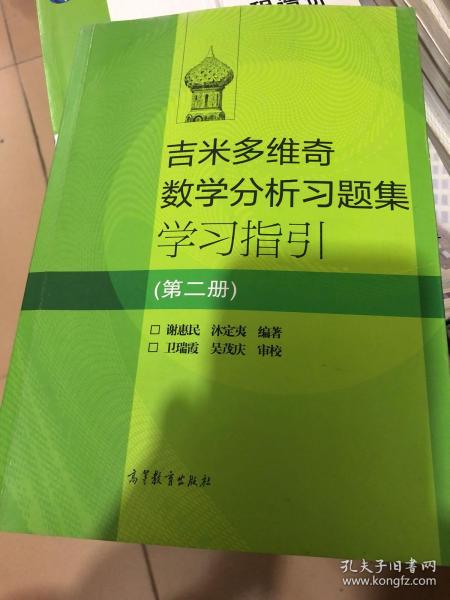 吉米多维奇
数学分析习题集
学习指引
(第二册)
□ 谢惠民 沐定夷 编著
□ 卫瑞霞 吴茂庆 审校
高等教育出版社
孔夫子旧书网
www.kongfz.com